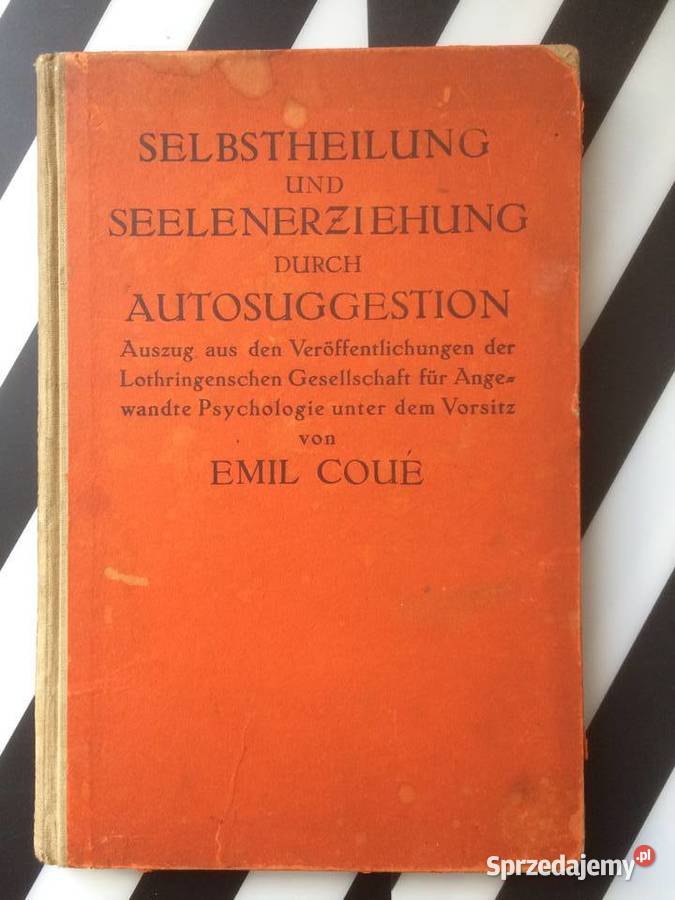 SELBSTHEILUNG
UND
SEELENERZIEHUNG
DURCH
AUTOSUGGESTION
Auszug aus den Veröffentlichungen der
Lothringenschen Gesellschaft für Ange=
wandte Psychologie unter dem Vorsitz
von
EMIL COUÉ
Sprzedajemy.pl